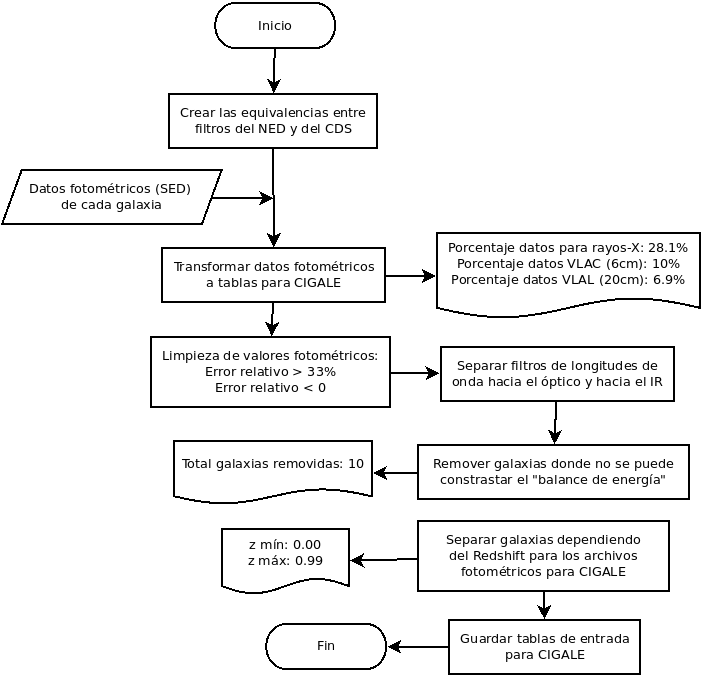 Inicio
Crear las equivalencias entre
filtros del NED y del CDS
Datos fotométricos (SED)
de cada galaxia
Transformar datos fotométricos
a tablas para CIGALE
Porcentaje datos para rayos-X: 28.1%
Porcentaje datos VLAC (6cm): 10%
Porcentaje datos VLAL (20cm): 6.9%
Limpieza de valores fotométricos:
Error relativo > 33%
Error relativo < 0
Separar filtros de longitudes de
onda hacia el óptico y hacia el IR
Remover galaxias donde no se puede
constrastar el "balance de energía"
Total galaxias removidas: 10
Separar galaxias dependiendo
del Redshift para los archivos
fotométricos para CIGALE
z mín: 0.00
z máx: 0.99
Guardar tablas de entrada
para CIGALE
Fin